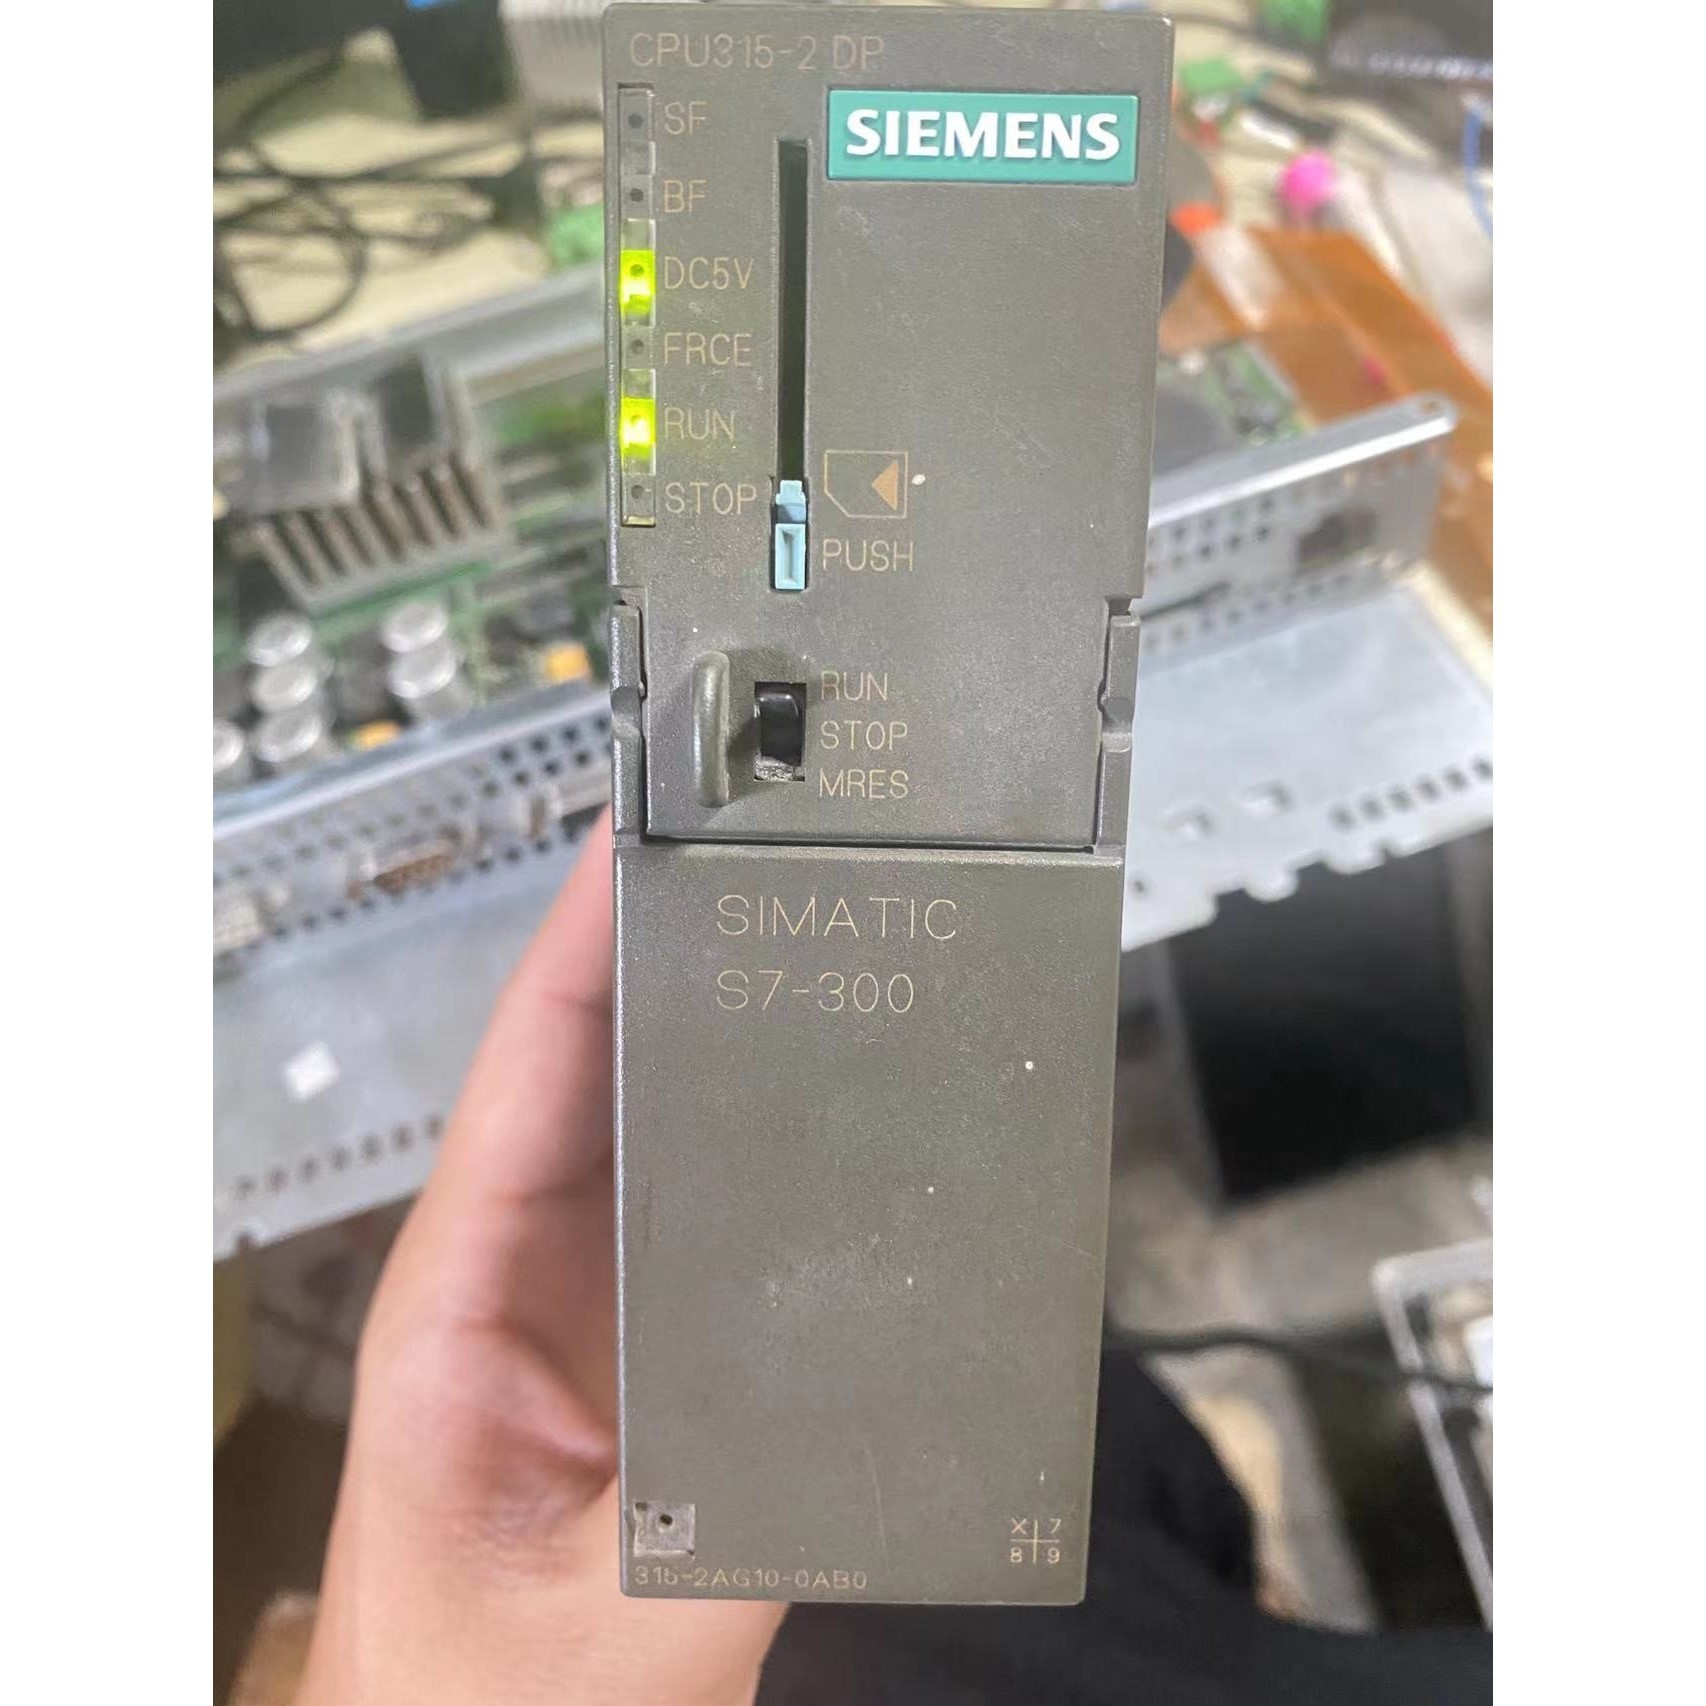 CPU315-2 DP
SIEMENS
SF
BF
DC5V
FRCE
RUN
STOP
PUSH
RUN
STOP
MRES
SIMATIC
S7-300
X 7
8 9
315-2AG10-0AB0